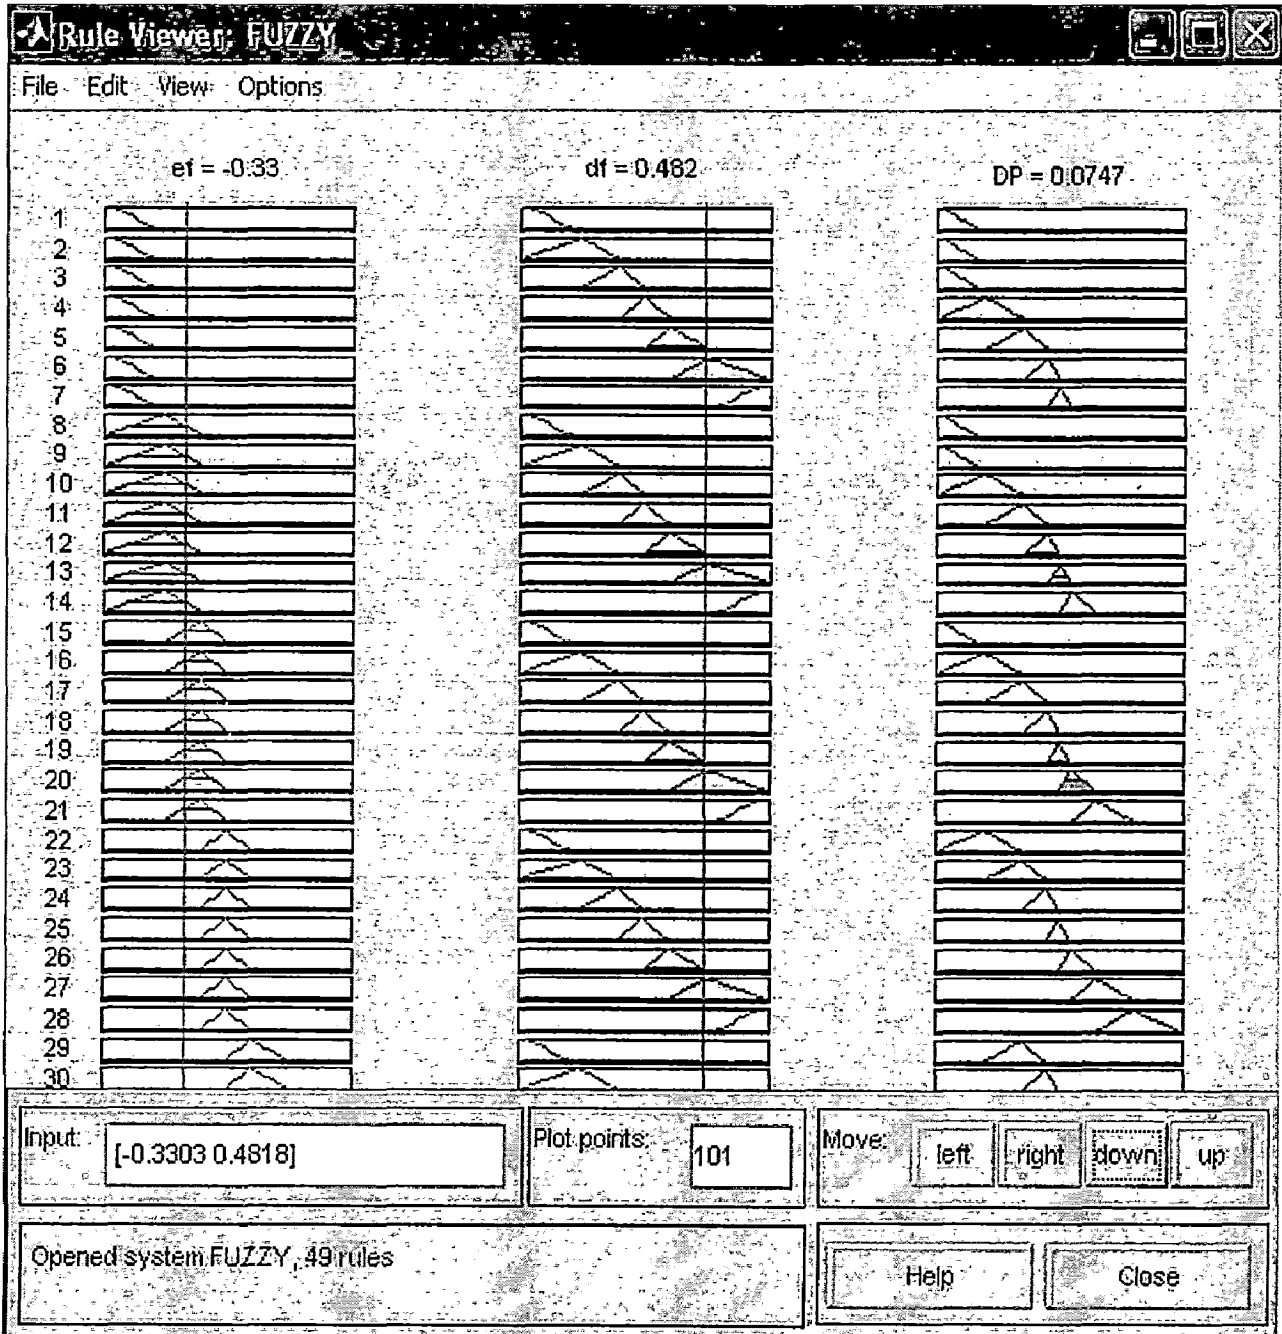 Rule Viewer: FUZZY
File Edit View Options
ef = -0.33
df = 0.482
DP = 0.0747
1
2
3
4
5
6
7
8
9
10
11
12
13
14
15
16
17
18
19
20
21
22
23
24
25
26
27
28
29
30
Input: [-0.3303 0.4818]
Plot points: 101
Move: left right down up
Opened system FUZZY, 49 rules
Help
Close